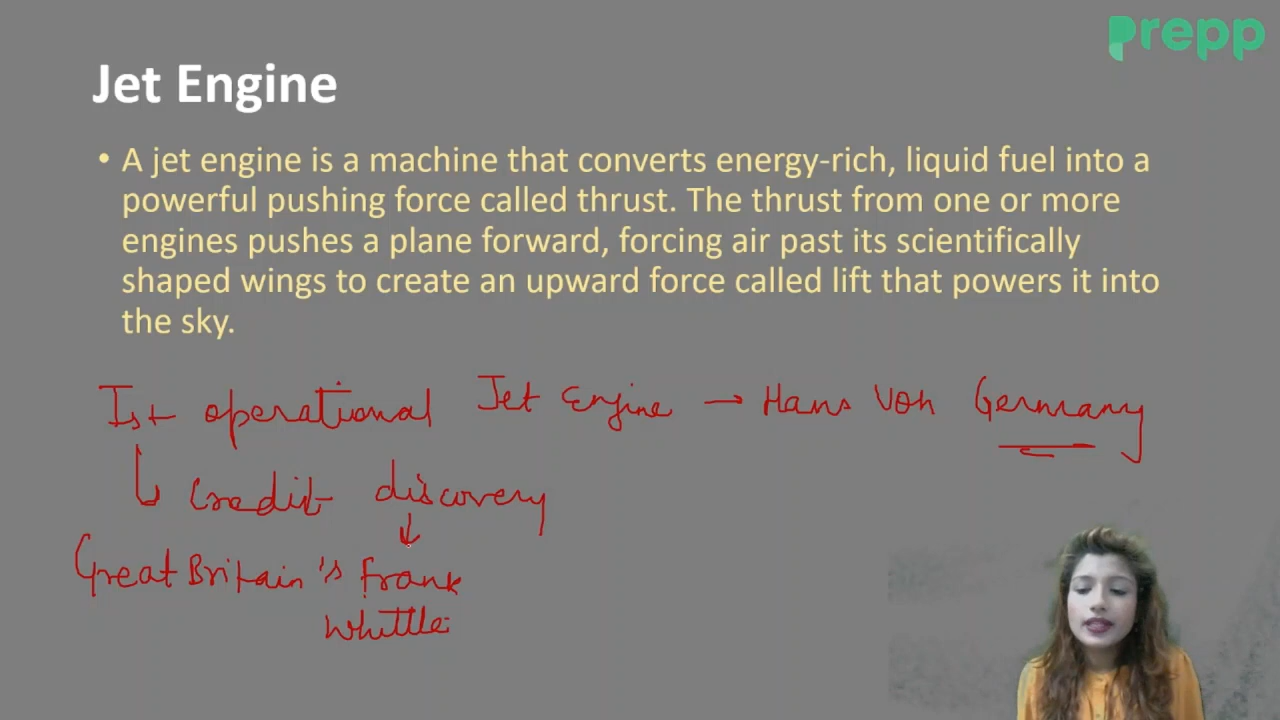 Prepp
Jet Engine
• A jet engine is a machine that converts energy-rich, liquid fuel into a
powerful pushing force called thrust. The thrust from one or more
engines pushes a plane forward, forcing air past its scientifically
shaped wings to create an upward force called lift that powers it into
the sky.
Ist operational Jet Engine → Hans Von Germany
↳ Credit discovery
↓
Great Britain's Frank
Whittle